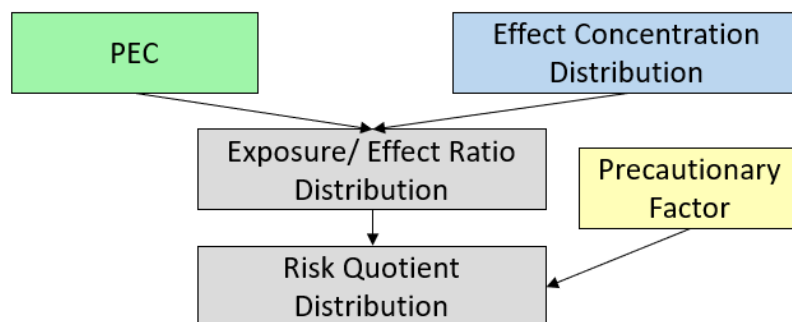 PEC
Effect Concentration
Distribution
Exposure/ Effect Ratio
Distribution
Precautionary
Factor
Risk Quotient
Distribution